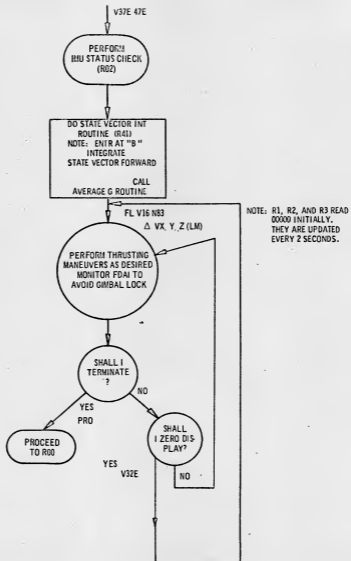 V37E 47E
PERFORM
IMU STATUS CHECK
(R02)
DO STATE VECTOR INT
ROUTINE (R41)
NOTE: ENTR AT "B"
INTEGRATE
STATE VECTOR FORWARD
CALL
AVERAGE G ROUTINE
FL V16 N83
Δ VX, Y, Z (LM)
NOTE: R1, R2, AND R3 READ
00000 INITIALLY.
THEY ARE UPDATED
EVERY 2 SECONDS.
PERFORM THRUSTING
MANEUVERS AS DESIRED
MONITOR FDAI TO
AVOID GIMBAL LOCK
SHALL I
TERMINATE
?
NO
YES
PRO
PROCEED
TO R00
SHALL
I ZERO DIS-
PLAY?
YES
V32E
NO